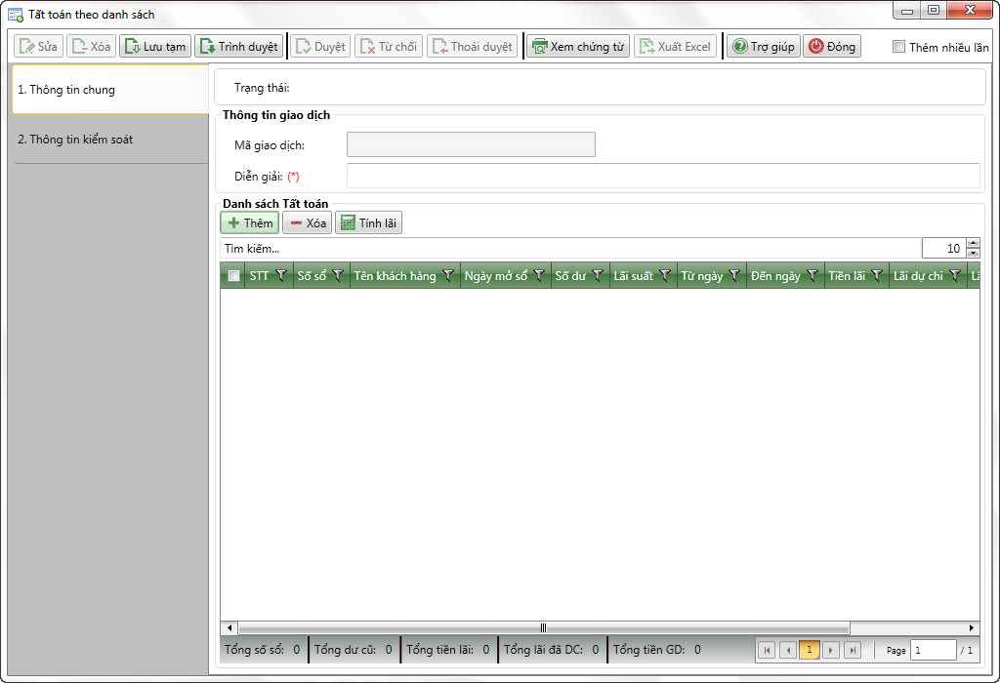 Tất toán theo danh sách
Sửa Xóa Lưu tạm Trình duyệt Duyệt Từ chối Thoái duyệt Xem chứng từ Xuất Excel Trợ giúp Đóng Thêm nhiều lần
1. Thông tin chung
2. Thông tin kiểm soát
Trạng thái:
Thông tin giao dịch
Mã giao dịch:
Diễn giải: (*)
Danh sách Tất toán
Thêm Xóa Tính lãi
Tìm kiếm... 10
STT Số sổ Tên khách hàng Ngày mở sổ Số dư Lãi suất Từ ngày Đến ngày Tiền lãi Lãi dự chi
Tổng số sổ: 0 Tổng dư cũ: 0 Tổng tiền lãi: 0 Tổng lãi đã DC: 0 Tổng tiền GD: 0 1 Page 1 / 1